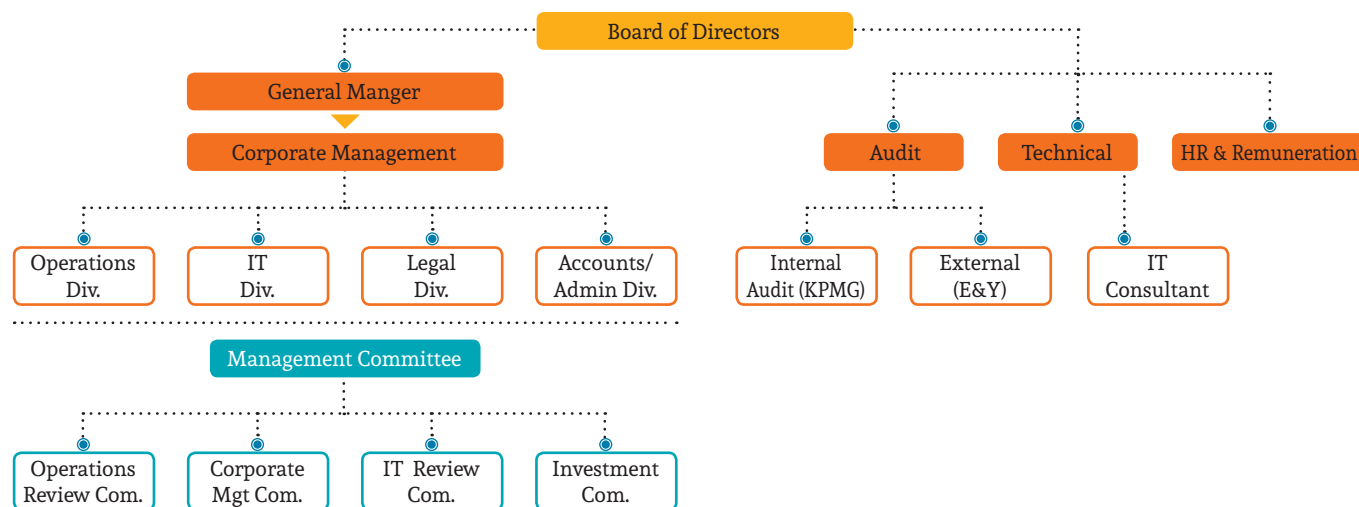 Board of Directors
General Manger
Corporate Management
Audit
Technical
HR & Remuneration
Operations
Div.
IT
Div.
Legal
Div.
Accounts/
Admin Div.
Internal
Audit (KPMG)
External
(E&Y)
IT
Consultant
Management Committee
Operations
Review Com.
Corporate
Mgt Com.
IT Review
Com.
Investment
Com.